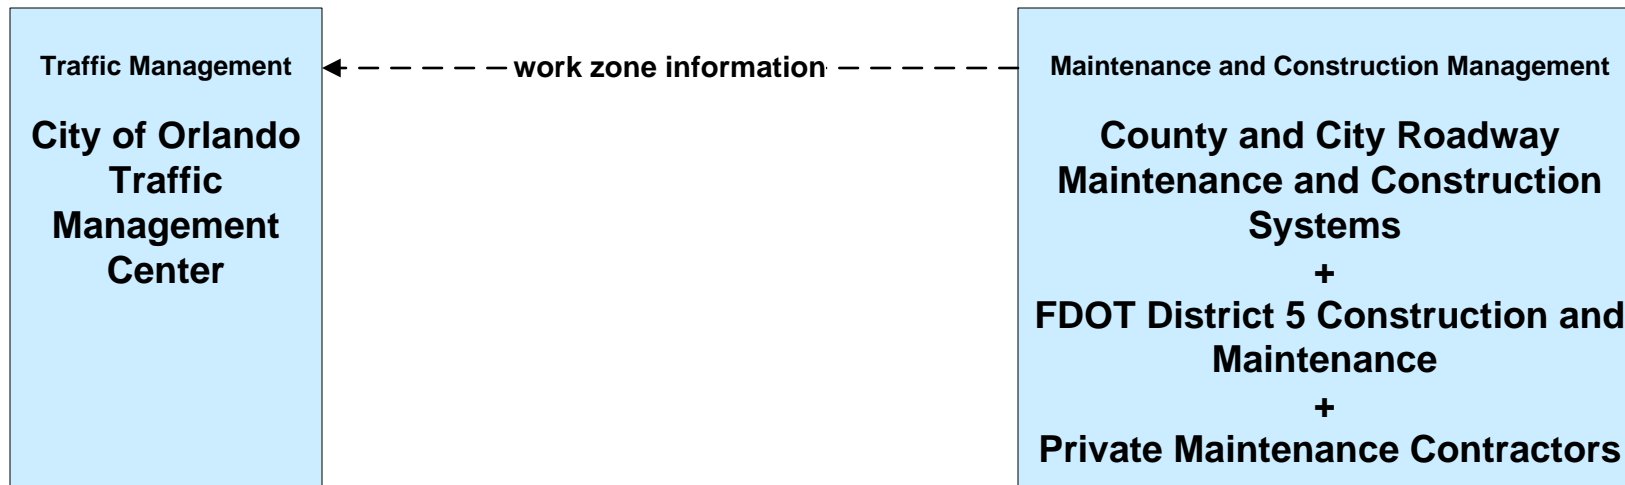 Traffic Management
City of Orlando
Traffic
Management
Center
work zone information
Maintenance and Construction Management
County and City Roadway
Maintenance and Construction
Systems
+
FDOT District 5 Construction and
Maintenance
+
Private Maintenance Contractors